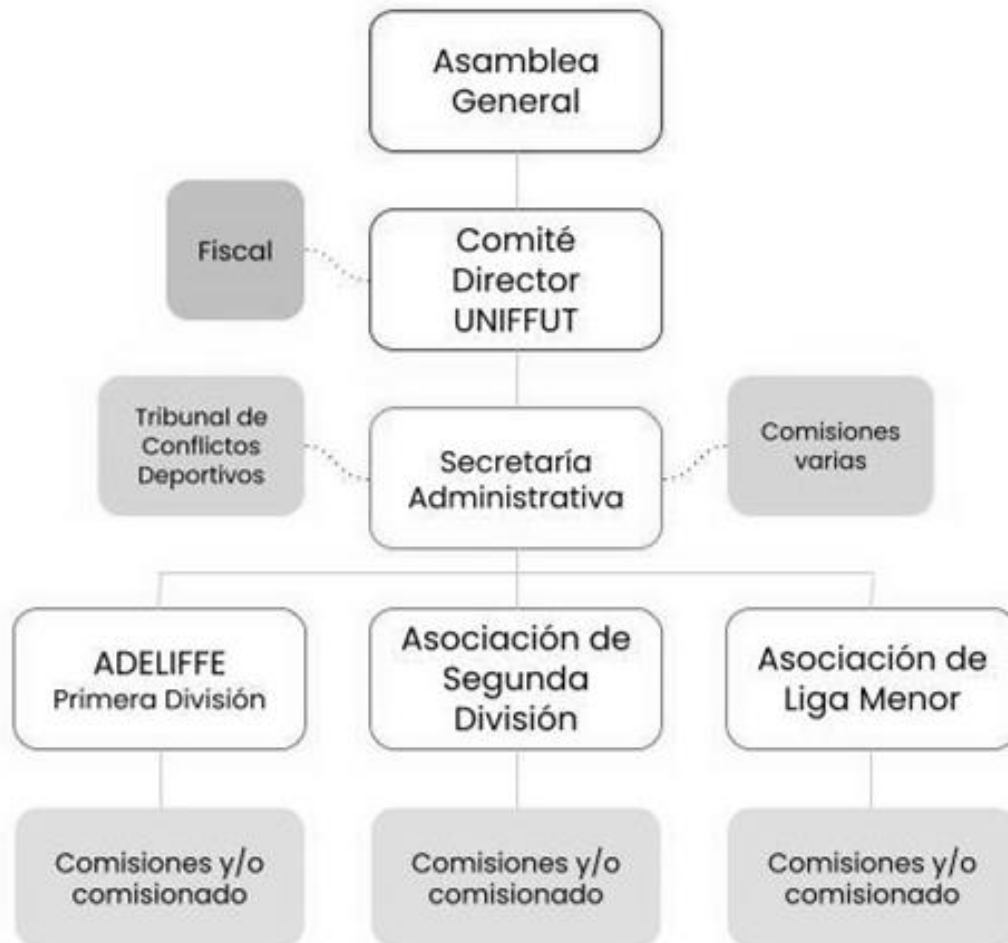 Asamblea
General
Fiscal
Comité
Director
UNIFFUT
Tribunal de
Conflictos
Deportivos
Secretaría
Administrativa
Comisiones
varias
ADELIFFE
Primera División
Asociación de
Segunda
División
Asociación de
Liga Menor
Comisiones y/o
comisionado
Comisiones y/o
comisionado
Comisiones y/o
comisionado